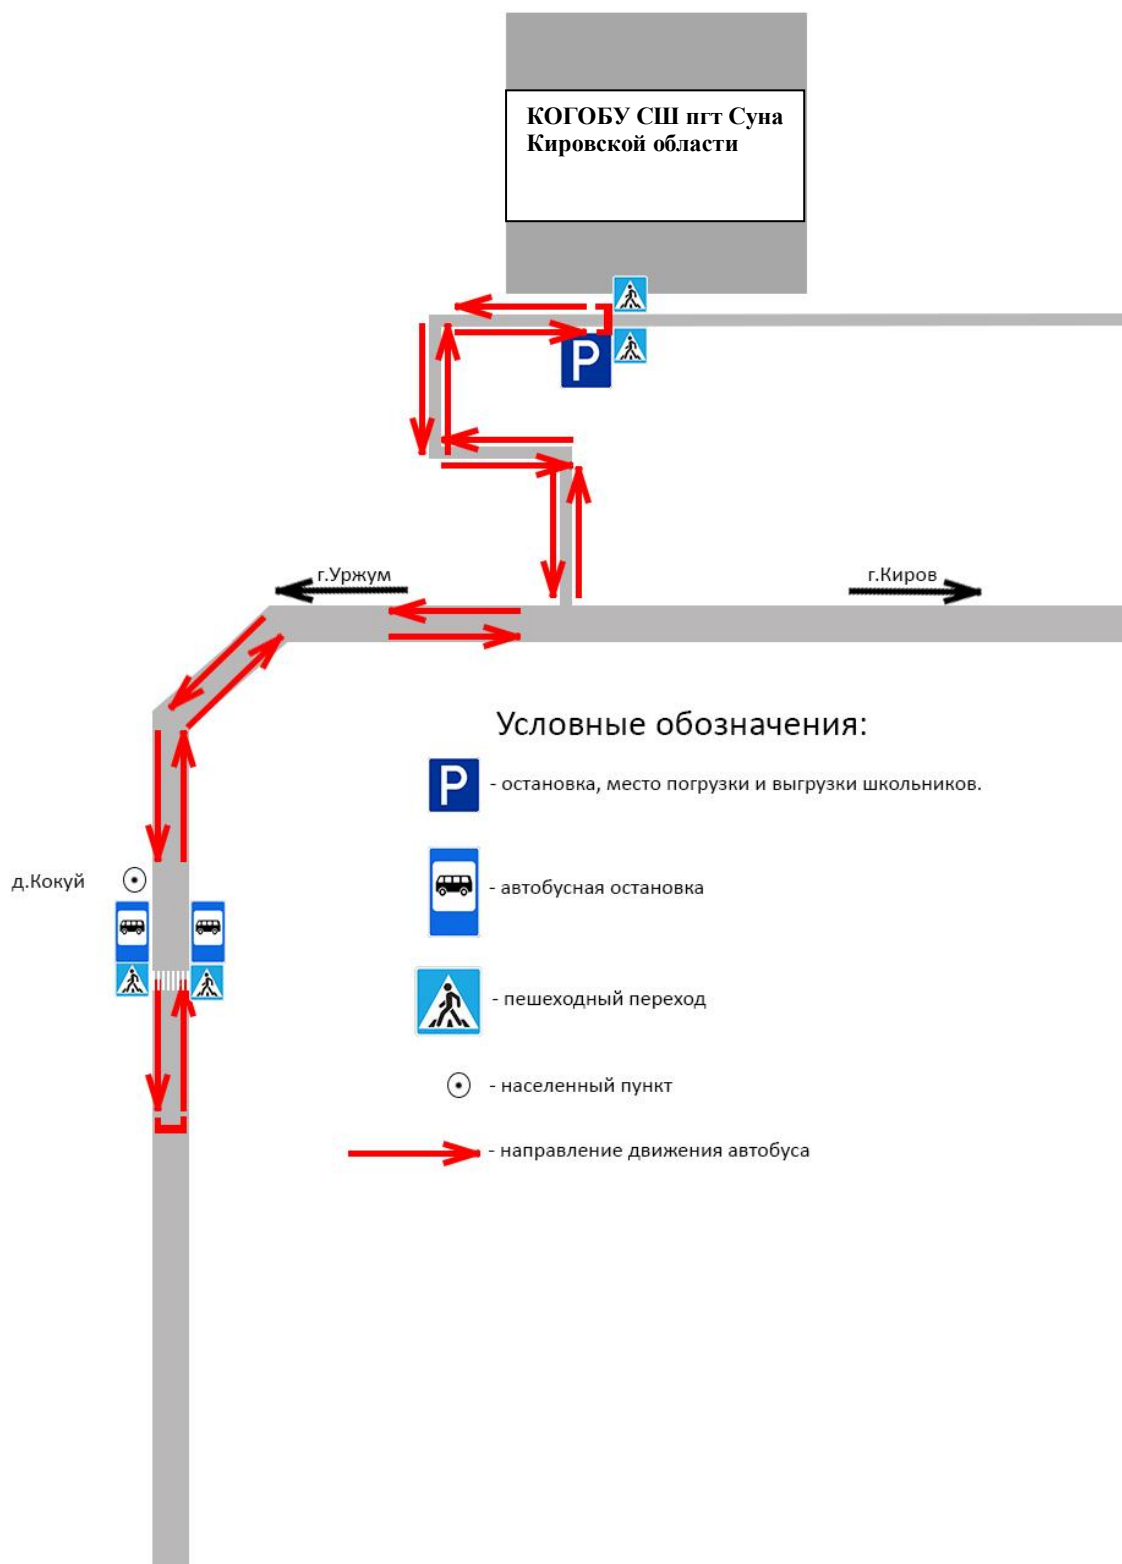 КОГОБУ СШ пгт Суна
Кировской области
P
г.Уржум
г.Киров
Условные обозначения:
P
- остановка, место погрузки и выгрузки школьников.
- автобусная остановка
д.Кокуй
- пешеходный переход
- населенный пункт
- направление движения автобуса